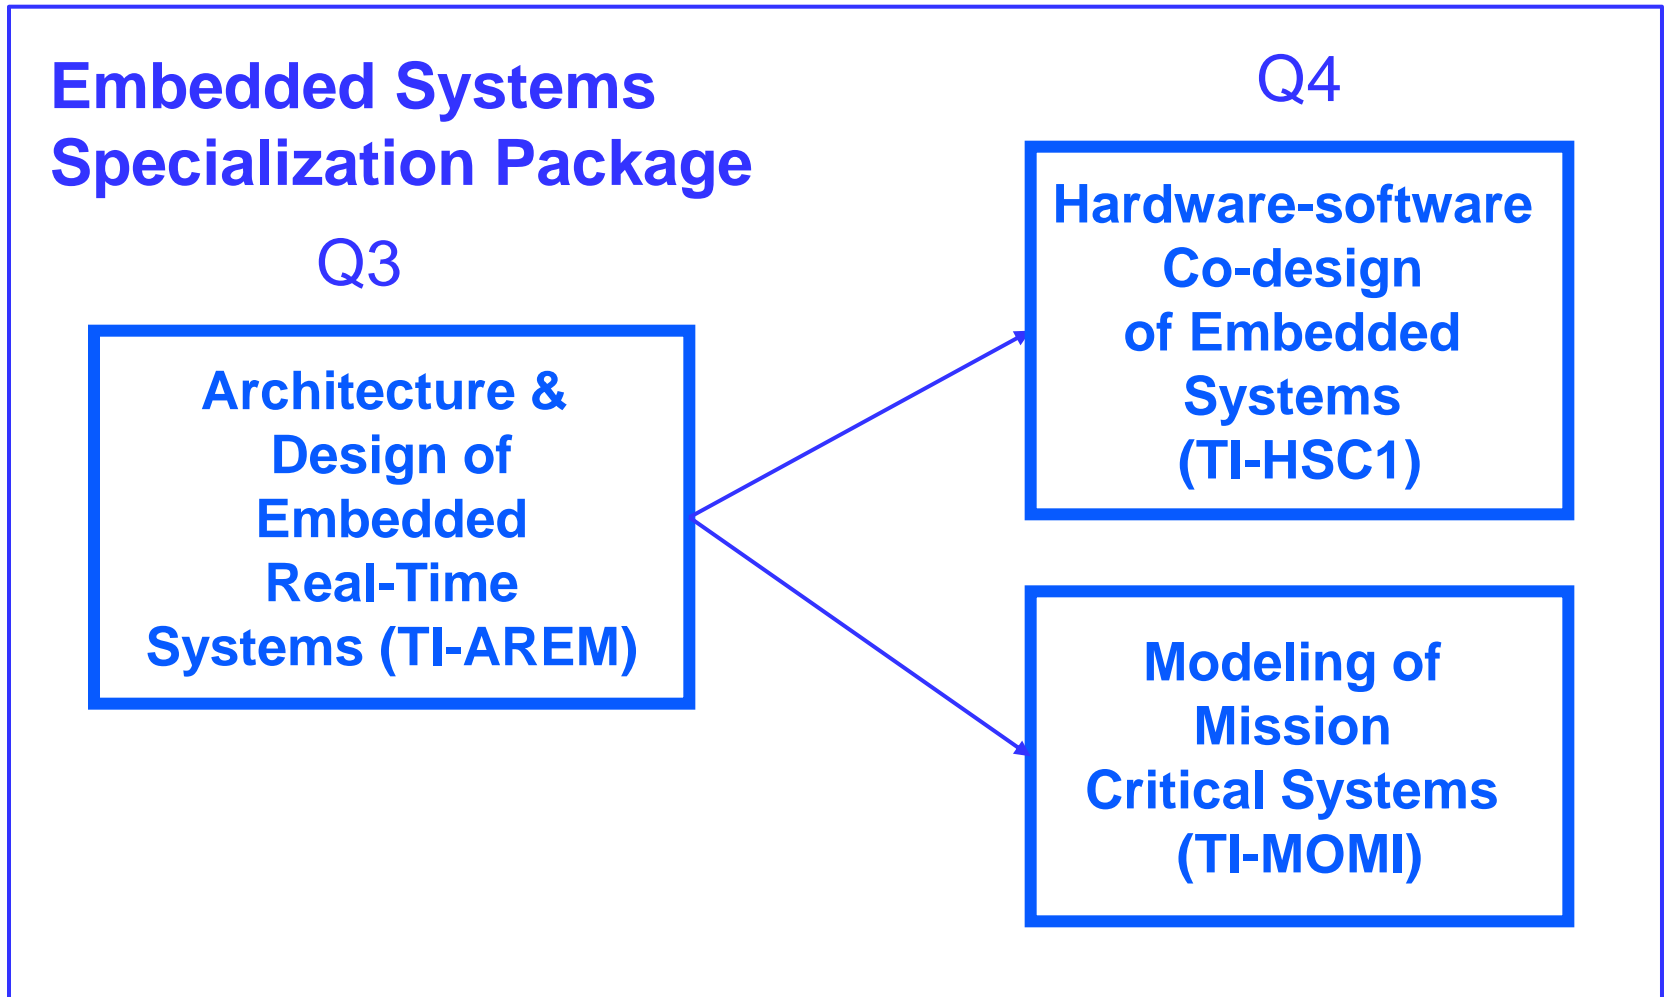 Embedded Systems
Specialization Package
Q3
Architecture &
Design of
Embedded
Real-Time
Systems (TI-AREM)
Q4
Hardware-software
Co-design
of Embedded
Systems
(TI-HSC1)
Modeling of
Mission
Critical Systems
(TI-MOMI)